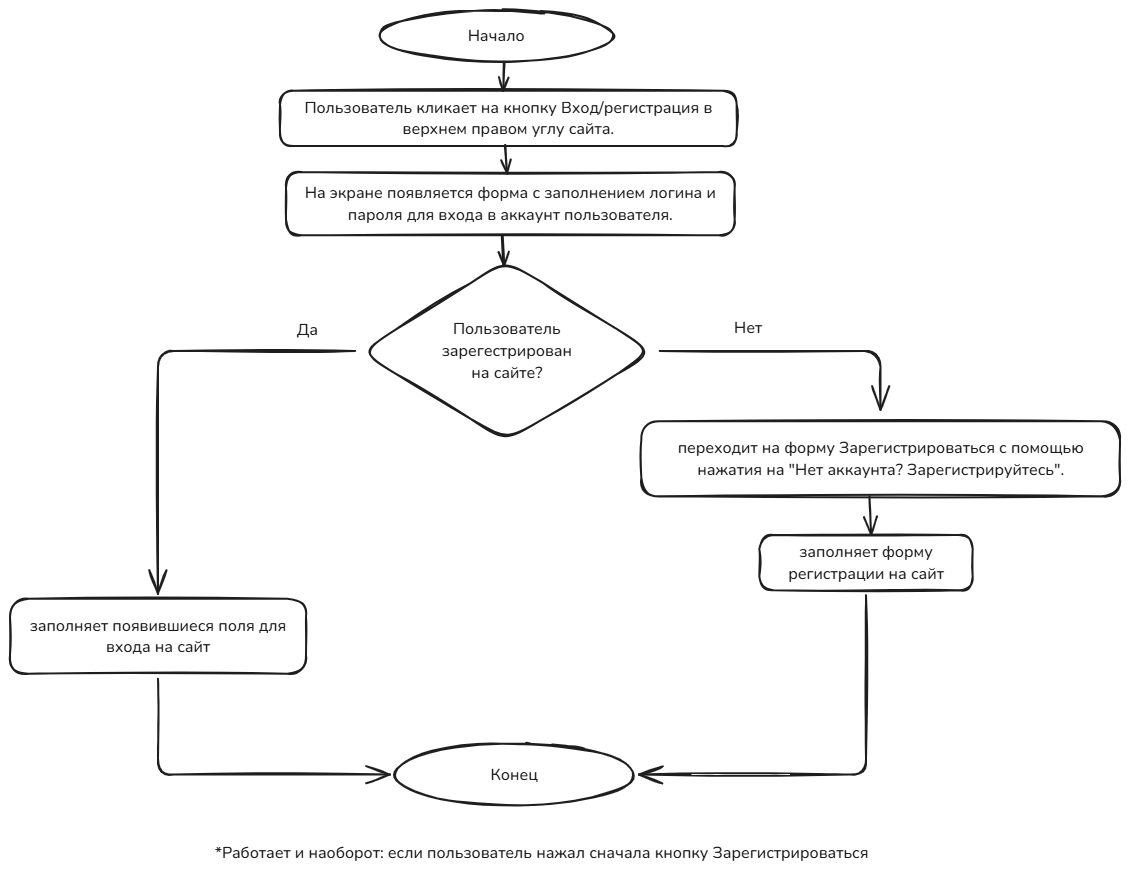 Начало
Пользователь кликает на кнопку Вход/регистрация в
верхнем правом углу сайта.
На экране появляется форма с заполнением логина и
пароля для входа в аккаунт пользователя.
Пользователь
зарегестрирован
на сайте?
Да
Нет
переходит на форму Зарегистрироваться с помощью
нажатия на "Нет аккаунта? Зарегистрируйтесь".
заполняет форму
регистрации на сайт
заполняет появившиеся поля для
входа на сайт
Конец
*Работает и наоборот: если пользователь нажал сначала кнопку Зарегистрироваться